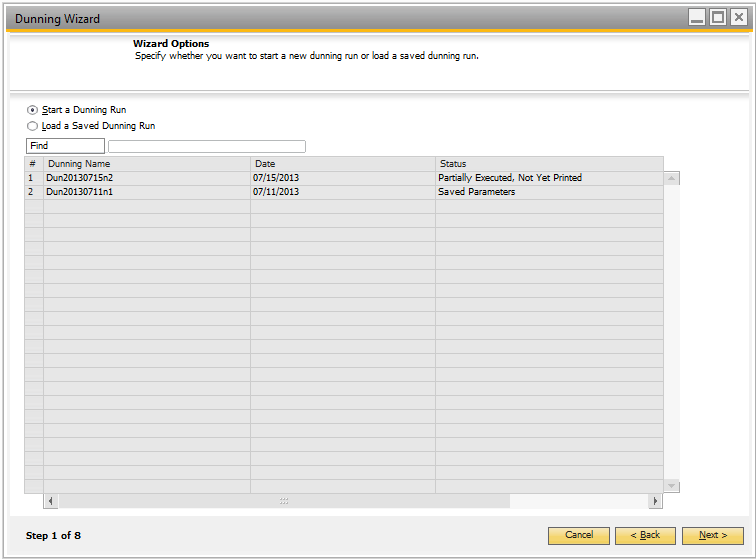 Dunning Wizard
Wizard Options
Specify whether you want to start a new dunning run or load a saved dunning run.
Start a Dunning Run
Load a Saved Dunning Run
Find
# Dunning Name Date Status
1 Dun20130715n2 07/15/2013 Partially Executed, Not Yet Printed
2 Dun20130711n1 07/11/2013 Saved Parameters
Step 1 of 8 Cancel < Back Next >